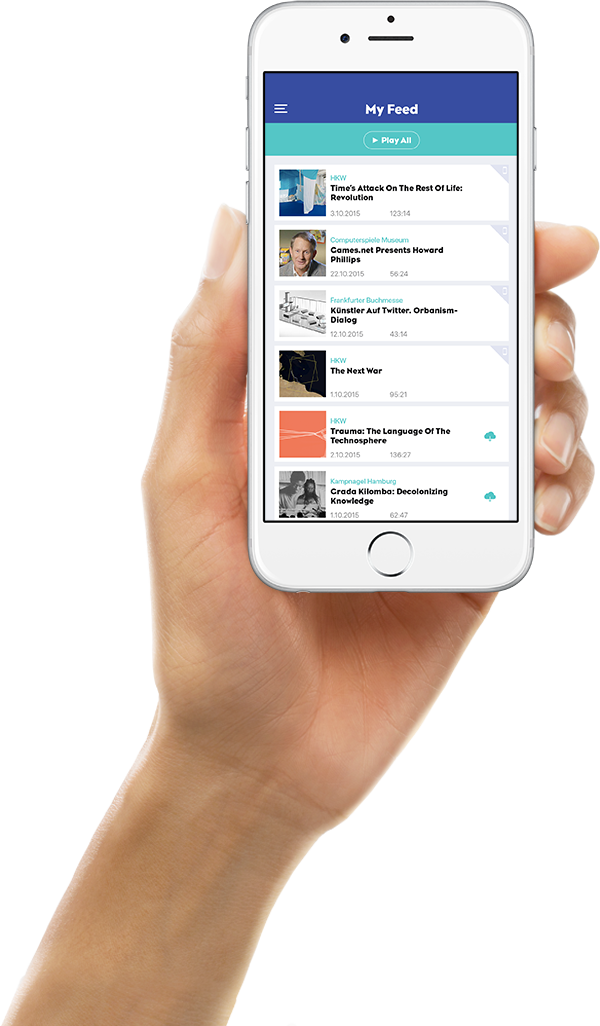 My Feed
Play All
HKW
Time's Attack On The Rest Of Life:
Revolution
3.10.2015 123:14
Computerspiele Museum
Games.net Presents Howard
Phillips
22.10.2015 56:24
Frankfurter Buchmesse
Künstler Auf Twitter. Orbanism-
Dialog
12.10.2015 43:14
HKW
The Next War
1.10.2015 95:21
HKW
Trauma: The Language Of The
Technosphere
2.10.2015 136:27
Kampnagel Hamburg
Grada Kilomba: Decolonizing
Knowledge
1.10.2015 62:47